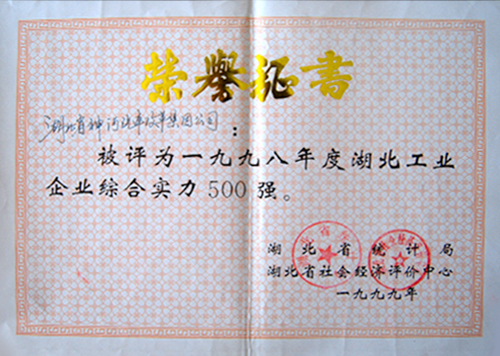 荣誉证书
湖北省神河汽车改装集团公司：
被评为一九九八年度湖北工业
企业综合实力500强。
湖北省统计局
湖北省社会经济评价中心
一九九九年